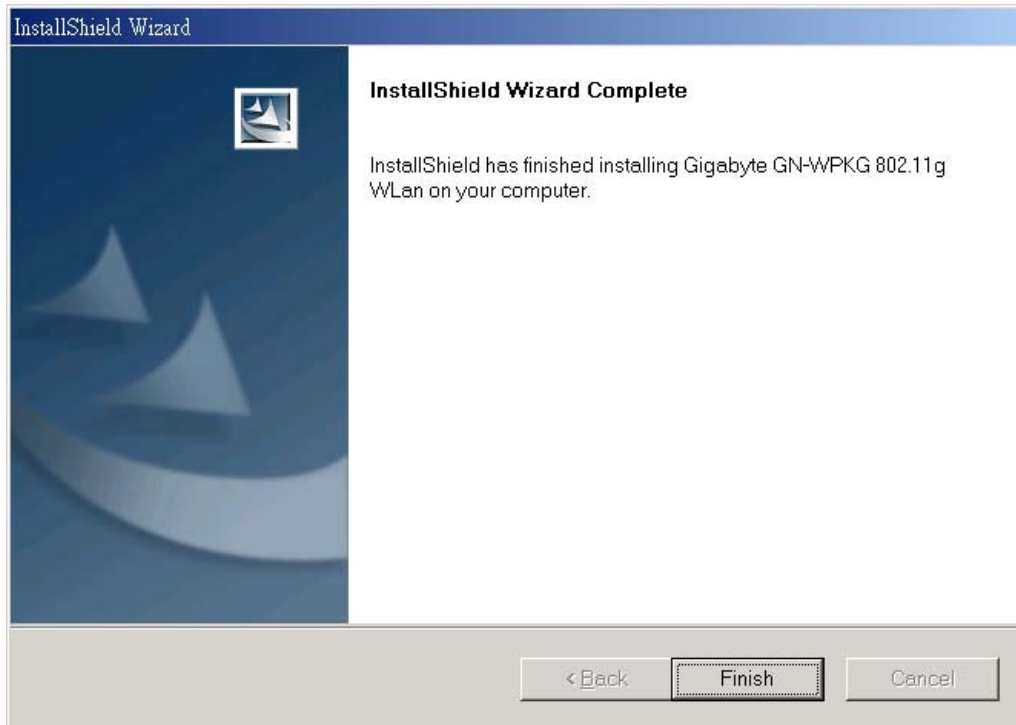 InstallShield Wizard
InstallShield Wizard Complete
InstallShield has finished installing Gigabyte GN-WPKG 802.11g
WLan on your computer.
< Back Finish Cancel